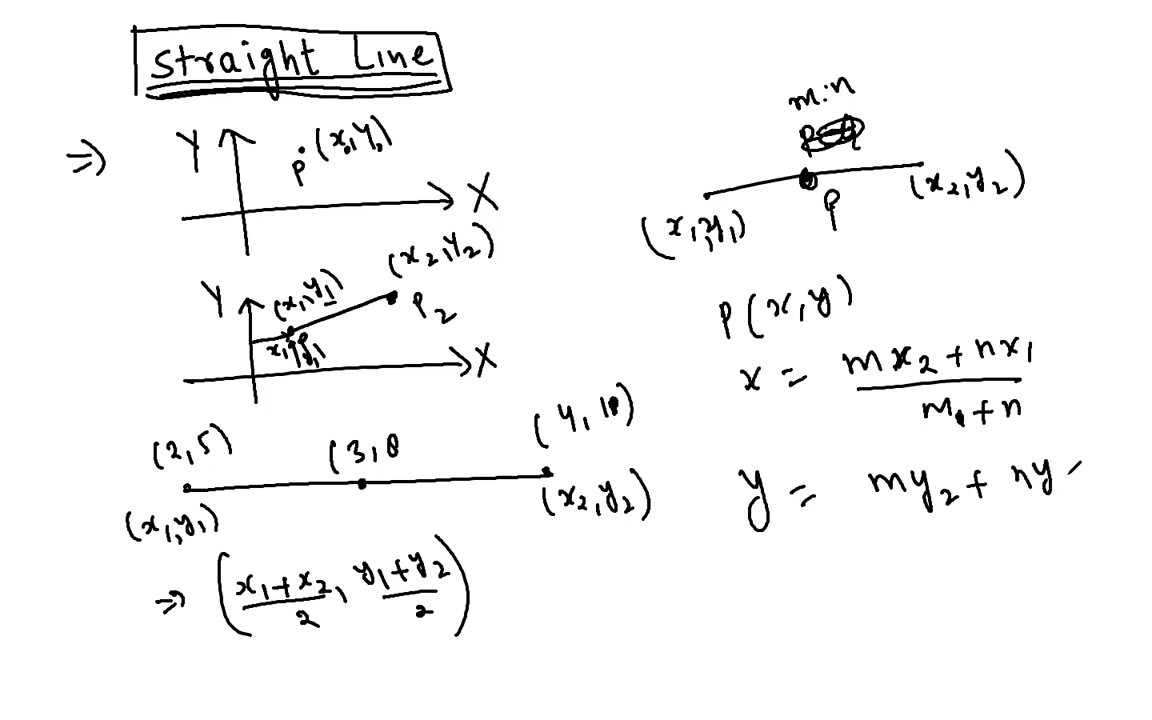 Straight Line
=>
Y
P (x1,y1)
X
(x2,y2)
Y
(x1,y1)
P2
X
(2,5)
(3,8
(4,10)
(x1,y1)
(x2,y2)
=> (x1+x2/2, y1+y2/2)
m:n
(x1,y1)
P
(x2,y2)
P(x,y)
x = mx2+nx1/m+n
y = my2+ny